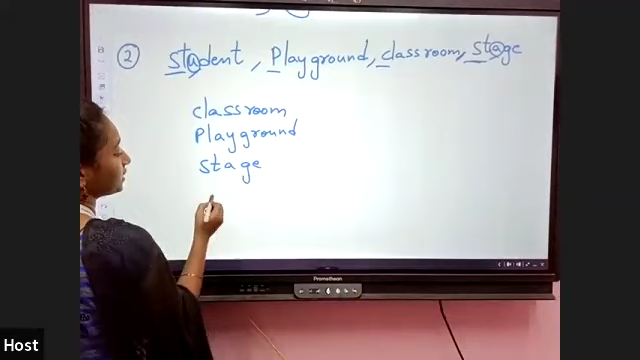 ② student, Playground, classroom, stage
classroom
Playground
stage
Promethean
Host